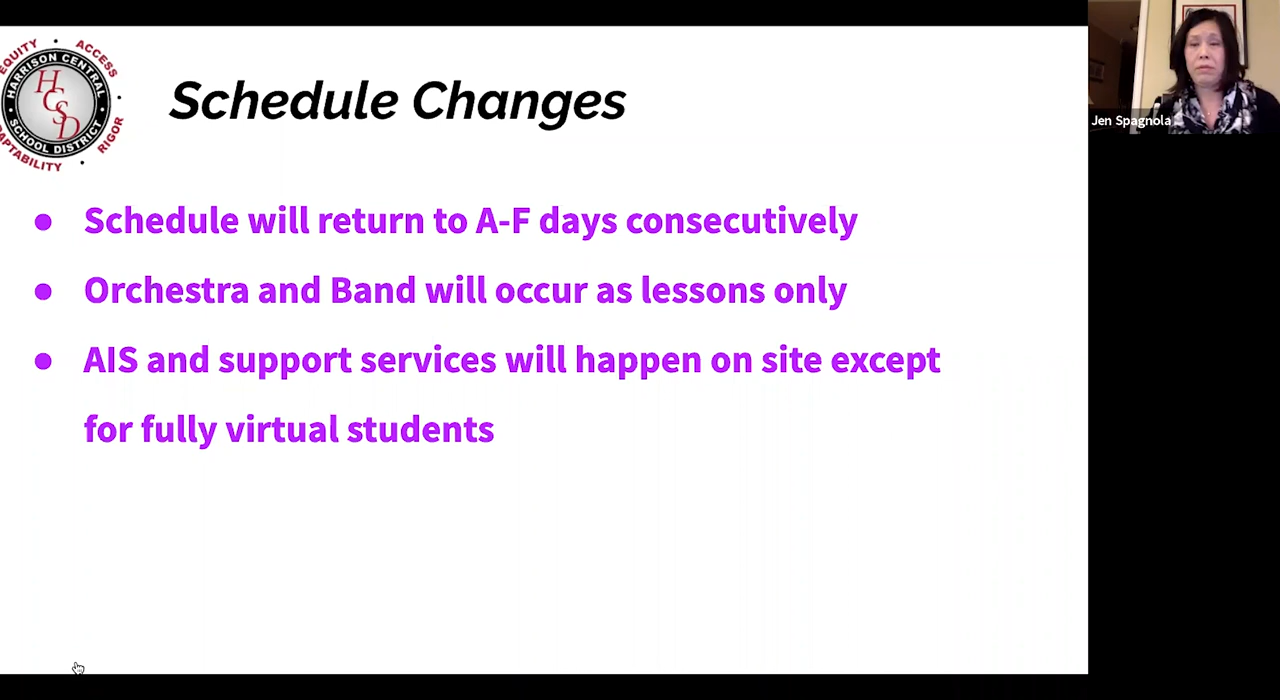 EQUITY • ACCESS
HARRISON CENTRAL
HCSD
SCHOOL DISTRICT
RIGOR
Schedule Changes
Jen Spagnola
● Schedule will return to A-F days consecutively
● Orchestra and Band will occur as lessons only
● AIS and support services will happen on site except
for fully virtual students